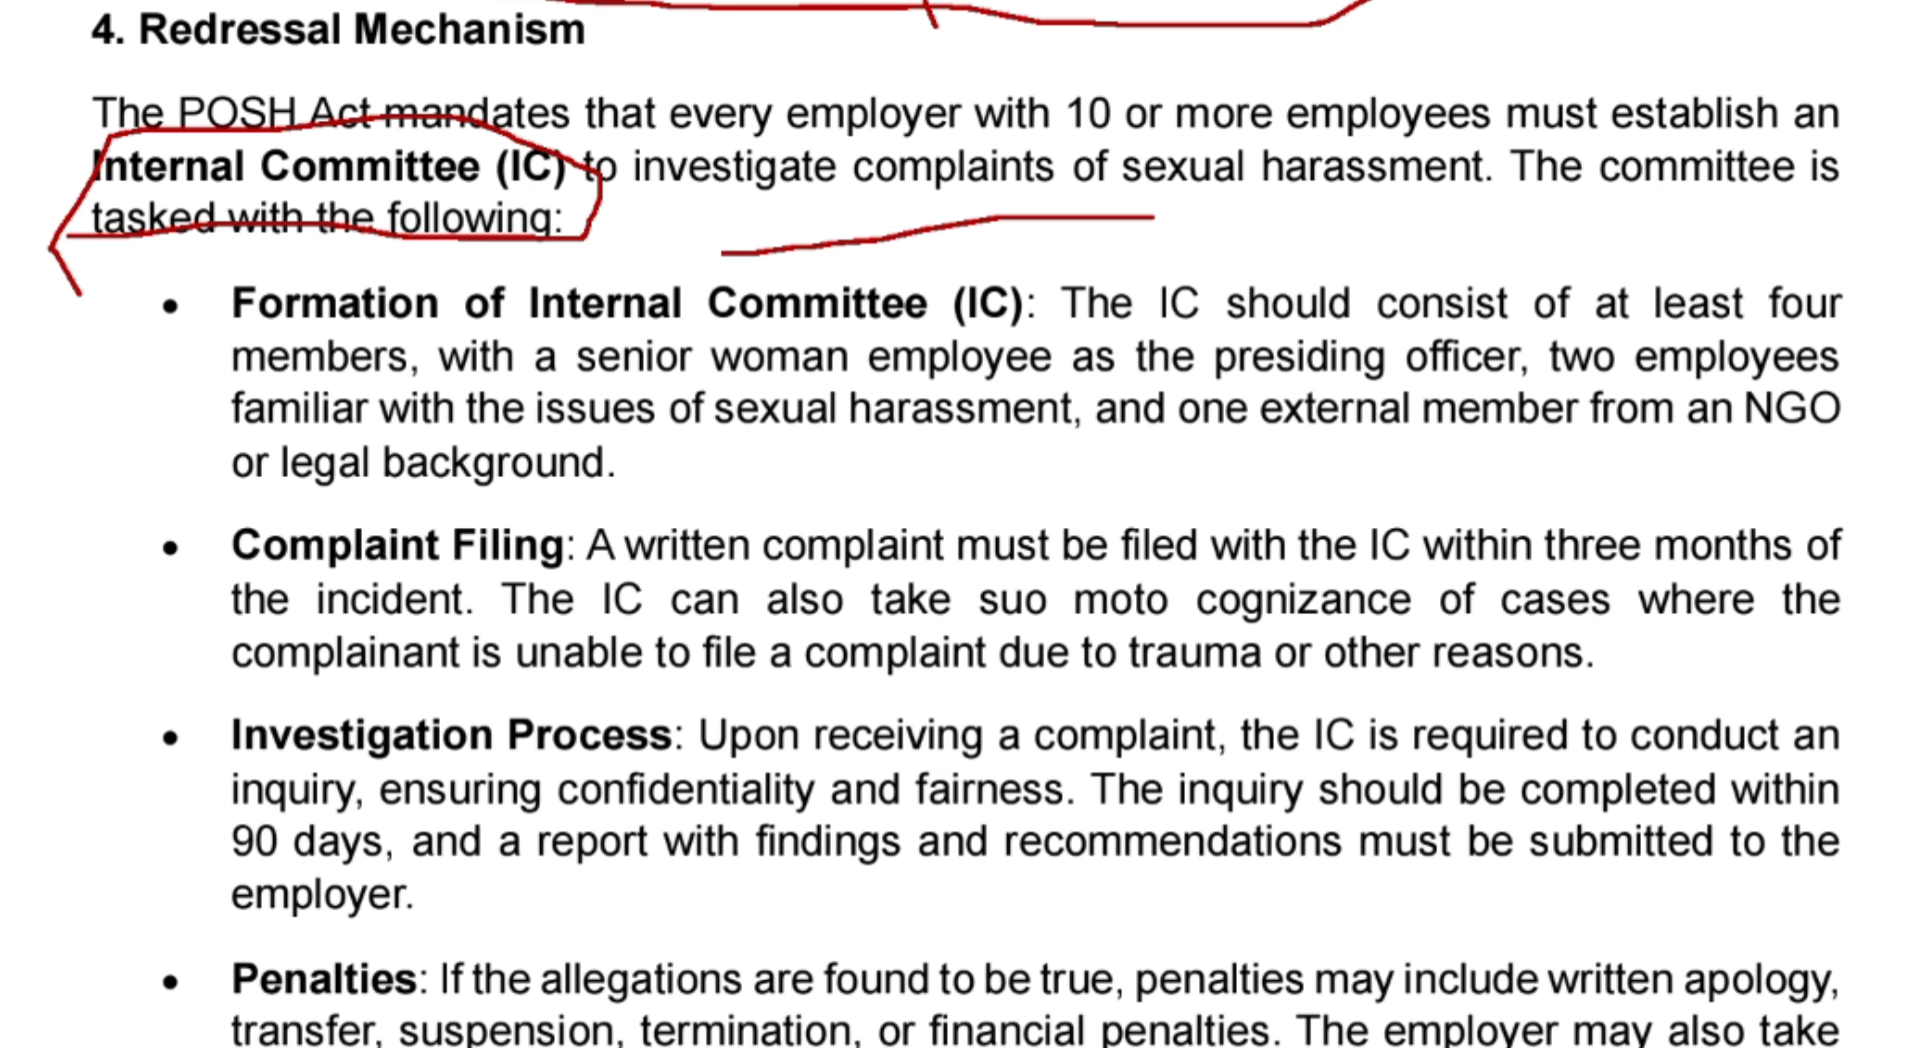 4. Redressal Mechanism
The POSH Act mandates that every employer with 10 or more employees must establish an
Internal Committee (IC) to investigate complaints of sexual harassment. The committee is
tasked with the following:
• Formation of Internal Committee (IC): The IC should consist of at least four
members, with a senior woman employee as the presiding officer, two employees
familiar with the issues of sexual harassment, and one external member from an NGO
or legal background.
• Complaint Filing: A written complaint must be filed with the IC within three months of
the incident. The IC can also take suo moto cognizance of cases where the
complainant is unable to file a complaint due to trauma or other reasons.
• Investigation Process: Upon receiving a complaint, the IC is required to conduct an
inquiry, ensuring confidentiality and fairness. The inquiry should be completed within
90 days, and a report with findings and recommendations must be submitted to the
employer.
• Penalties: If the allegations are found to be true, penalties may include written apology,
transfer, suspension, termination, or financial penalties. The employer may also take